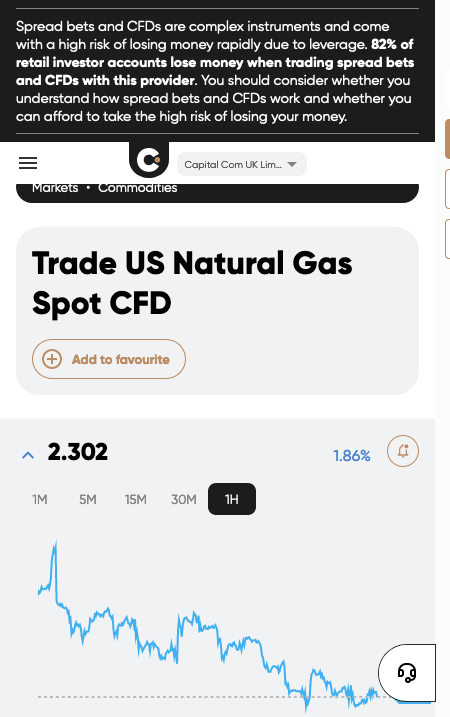 Spread bets and CFDs are complex instruments and come
with a high risk of losing money rapidly due to leverage. 82% of
retail investor accounts lose money when trading spread bets
and CFDs with this provider. You should consider whether you
understand how spread bets and CFDs work and whether you
can afford to take the high risk of losing your money.
Capital Com UK Lim...
Markets • Commodities
Trade US Natural Gas
Spot CFD
Add to favourite
2.302
1.86%
1M 5M 15M 30M 1H